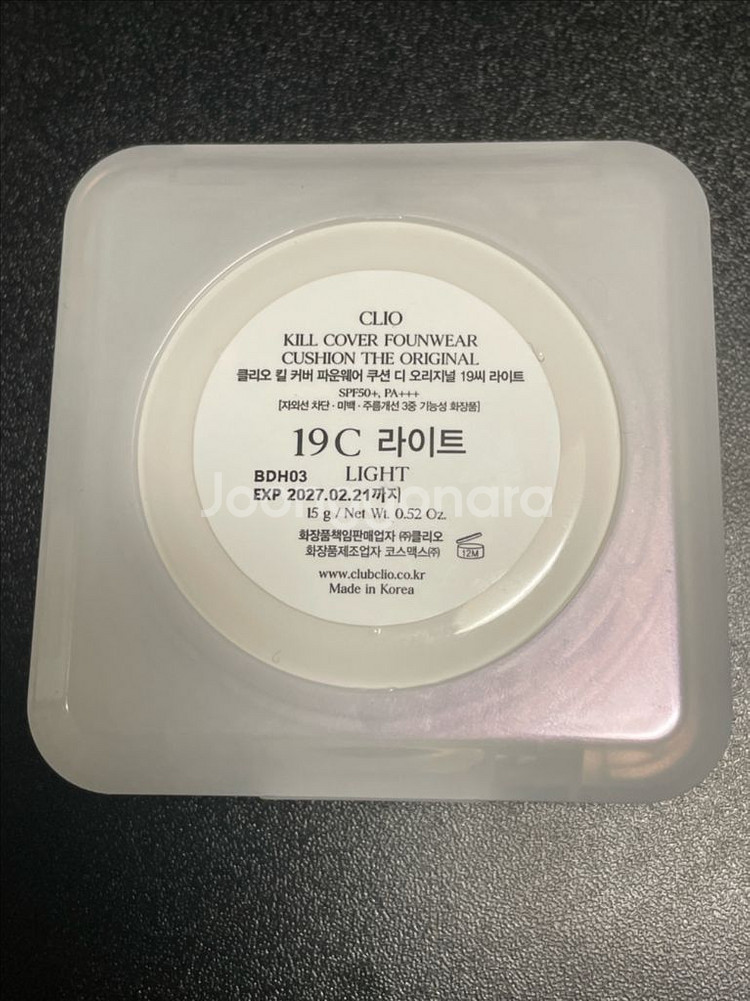 CLIO
KILL COVER FOUNWEAR
CUSHION THE ORIGINAL
클리오 킬 커버 파운웨어 쿠션 디 오리지널 19씨 라이트
SPF50+, PA+++
[자외선 차단 · 미백 · 주름개선 3중 기능성 화장품]
19C 라이트
BDH03 LIGHT
EXP 2027.02.21까지
Joonggonara
15 g / Net Wt. 0.52 Oz.
화장품책임판매업자 ㈜클리오
화장품제조업자 코스맥스㈜
12M
www.clubclio.co.kr
Made in Korea